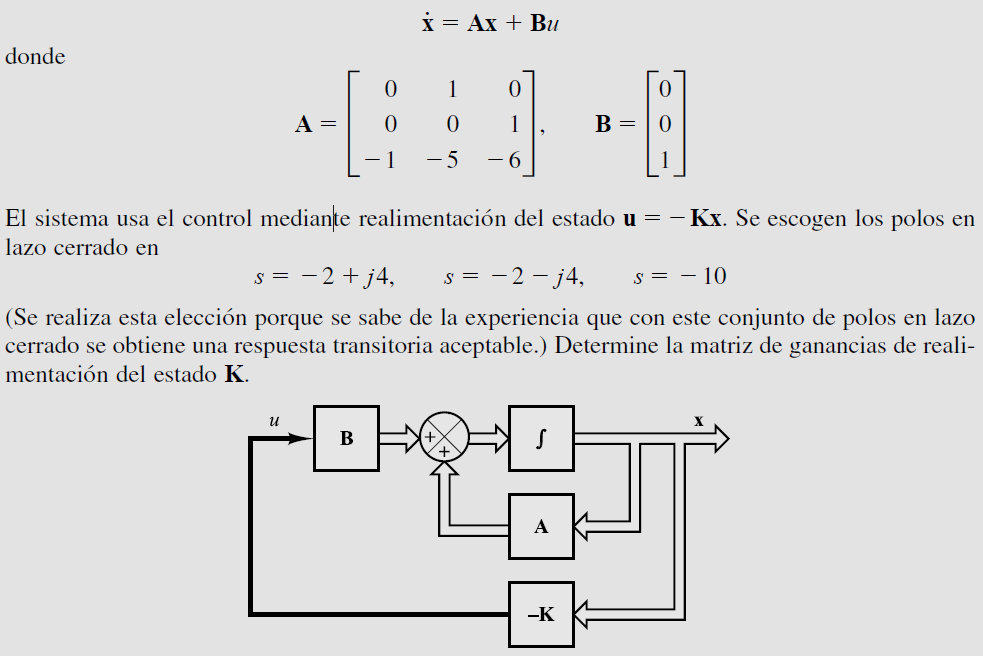 ẋ = Ax + Bu
donde
A = [ 0 1 0 ; 0 0 1 ; −1 −5 −6 ], B = [ 0 ; 0 ; 1 ]
El sistema usa el control mediante realimentación del estado u = −Kx. Se escogen los polos en
lazo cerrado en
s = −2 + j4, s = −2 − j4, s = −10
(Se realiza esta elección porque se sabe de la experiencia que con este conjunto de polos en lazo
cerrado se obtiene una respuesta transitoria aceptable.) Determine la matriz de ganancias de reali-
mentación del estado K.
u x
B + + ∫
A
−K